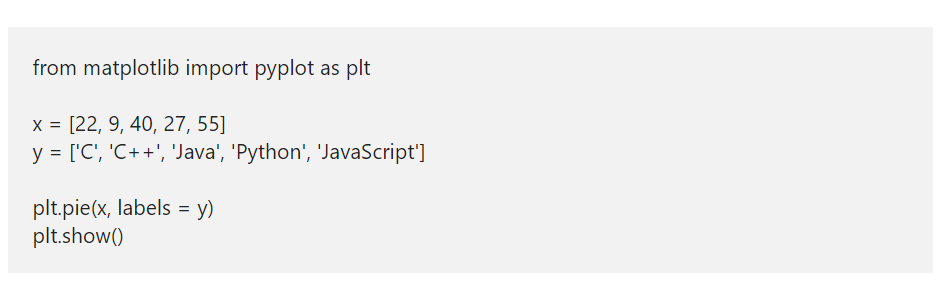 from matplotlib import pyplot as plt
x = [22, 9, 40, 27, 55]
y = ['C', 'C++', 'Java', 'Python', 'JavaScript']
plt.pie(x, labels = y)
plt.show()